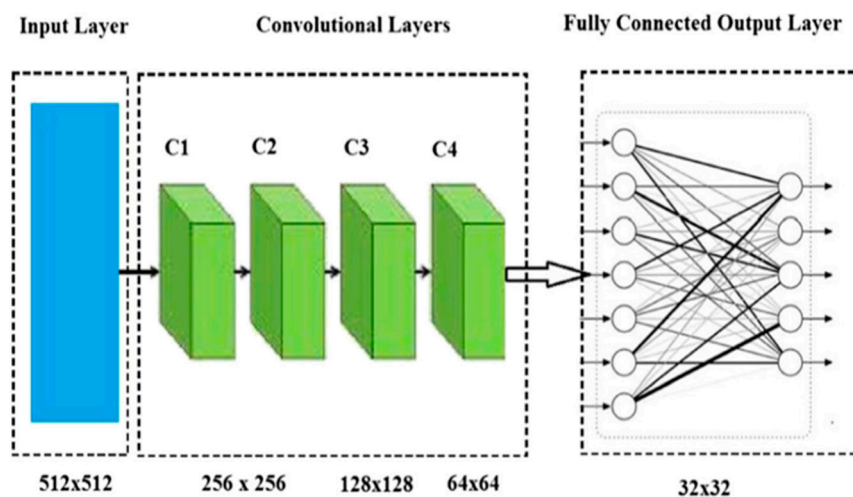 Input Layer
Convolutional Layers
Fully Connected Output Layer
C1
C2
C3
C4
512x512
256 x 256
128x128
64x64
32x32